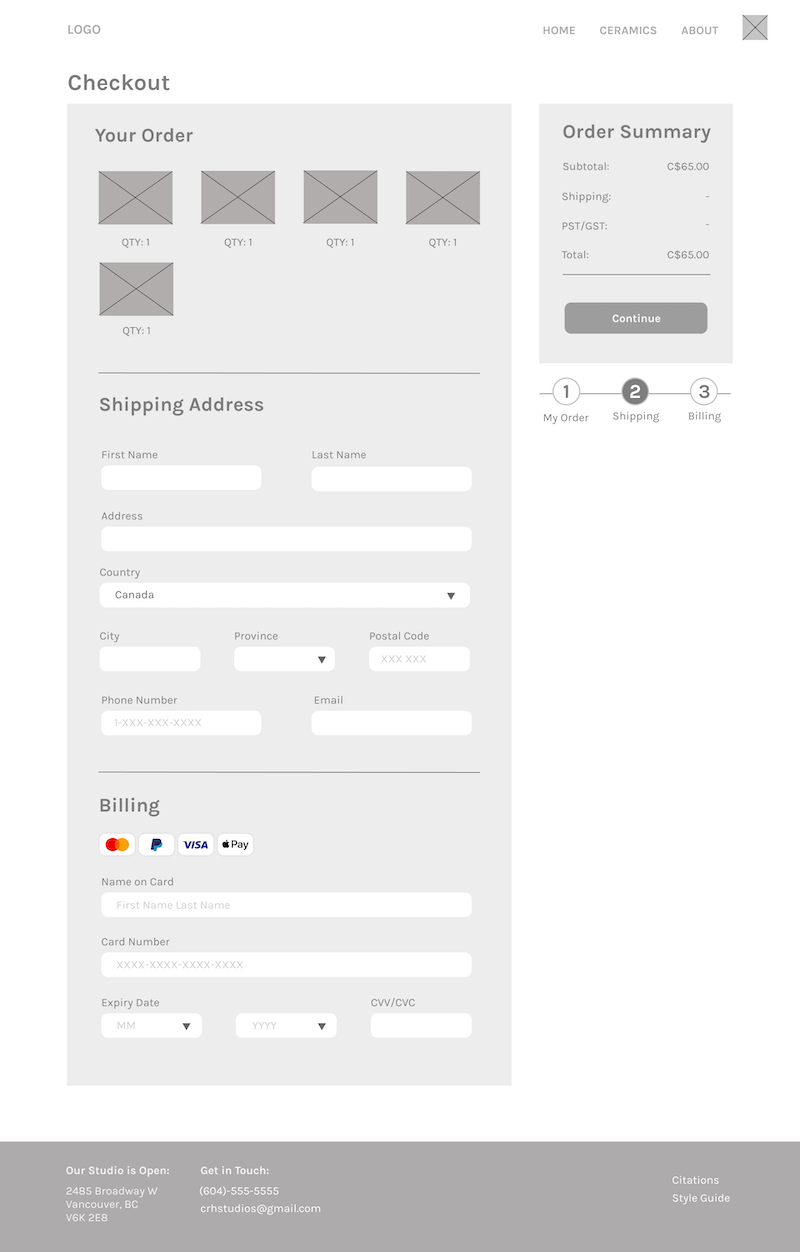 LOGO
HOME CERAMICS ABOUT
Checkout
Your Order
QTY: 1 QTY: 1 QTY: 1 QTY: 1
QTY: 1
Order Summary
Subtotal: C$65.00
Shipping: -
PST/GST: -
Total: C$65.00
Continue
1 2 3
My Order Shipping Billing
Shipping Address
First Name Last Name
Address
Country
Canada
City Province Postal Code
XXX XXX
Phone Number Email
1-XXX-XXX-XXXX
Billing
VISA Pay
Name on Card
First Name Last Name
Card Number
XXXX-XXXX-XXXX-XXXX
Expiry Date CVV/CVC
MM YYYY
Our Studio is Open:
2485 Broadway W
Vancouver, BC
V6K 2E8
Get in Touch:
(604)-555-5555
crhstudios@gmail.com
Citations
Style Guide